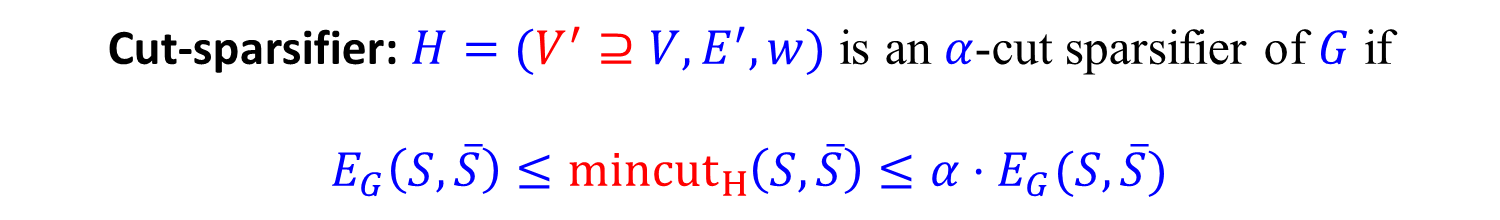 Cut-sparsifier: H = (V′ ⊇ V, E′, w) is an α-cut sparsifier of G if
E_G(S, S̄) ≤ mincut_H(S, S̄) ≤ α · E_G(S, S̄)